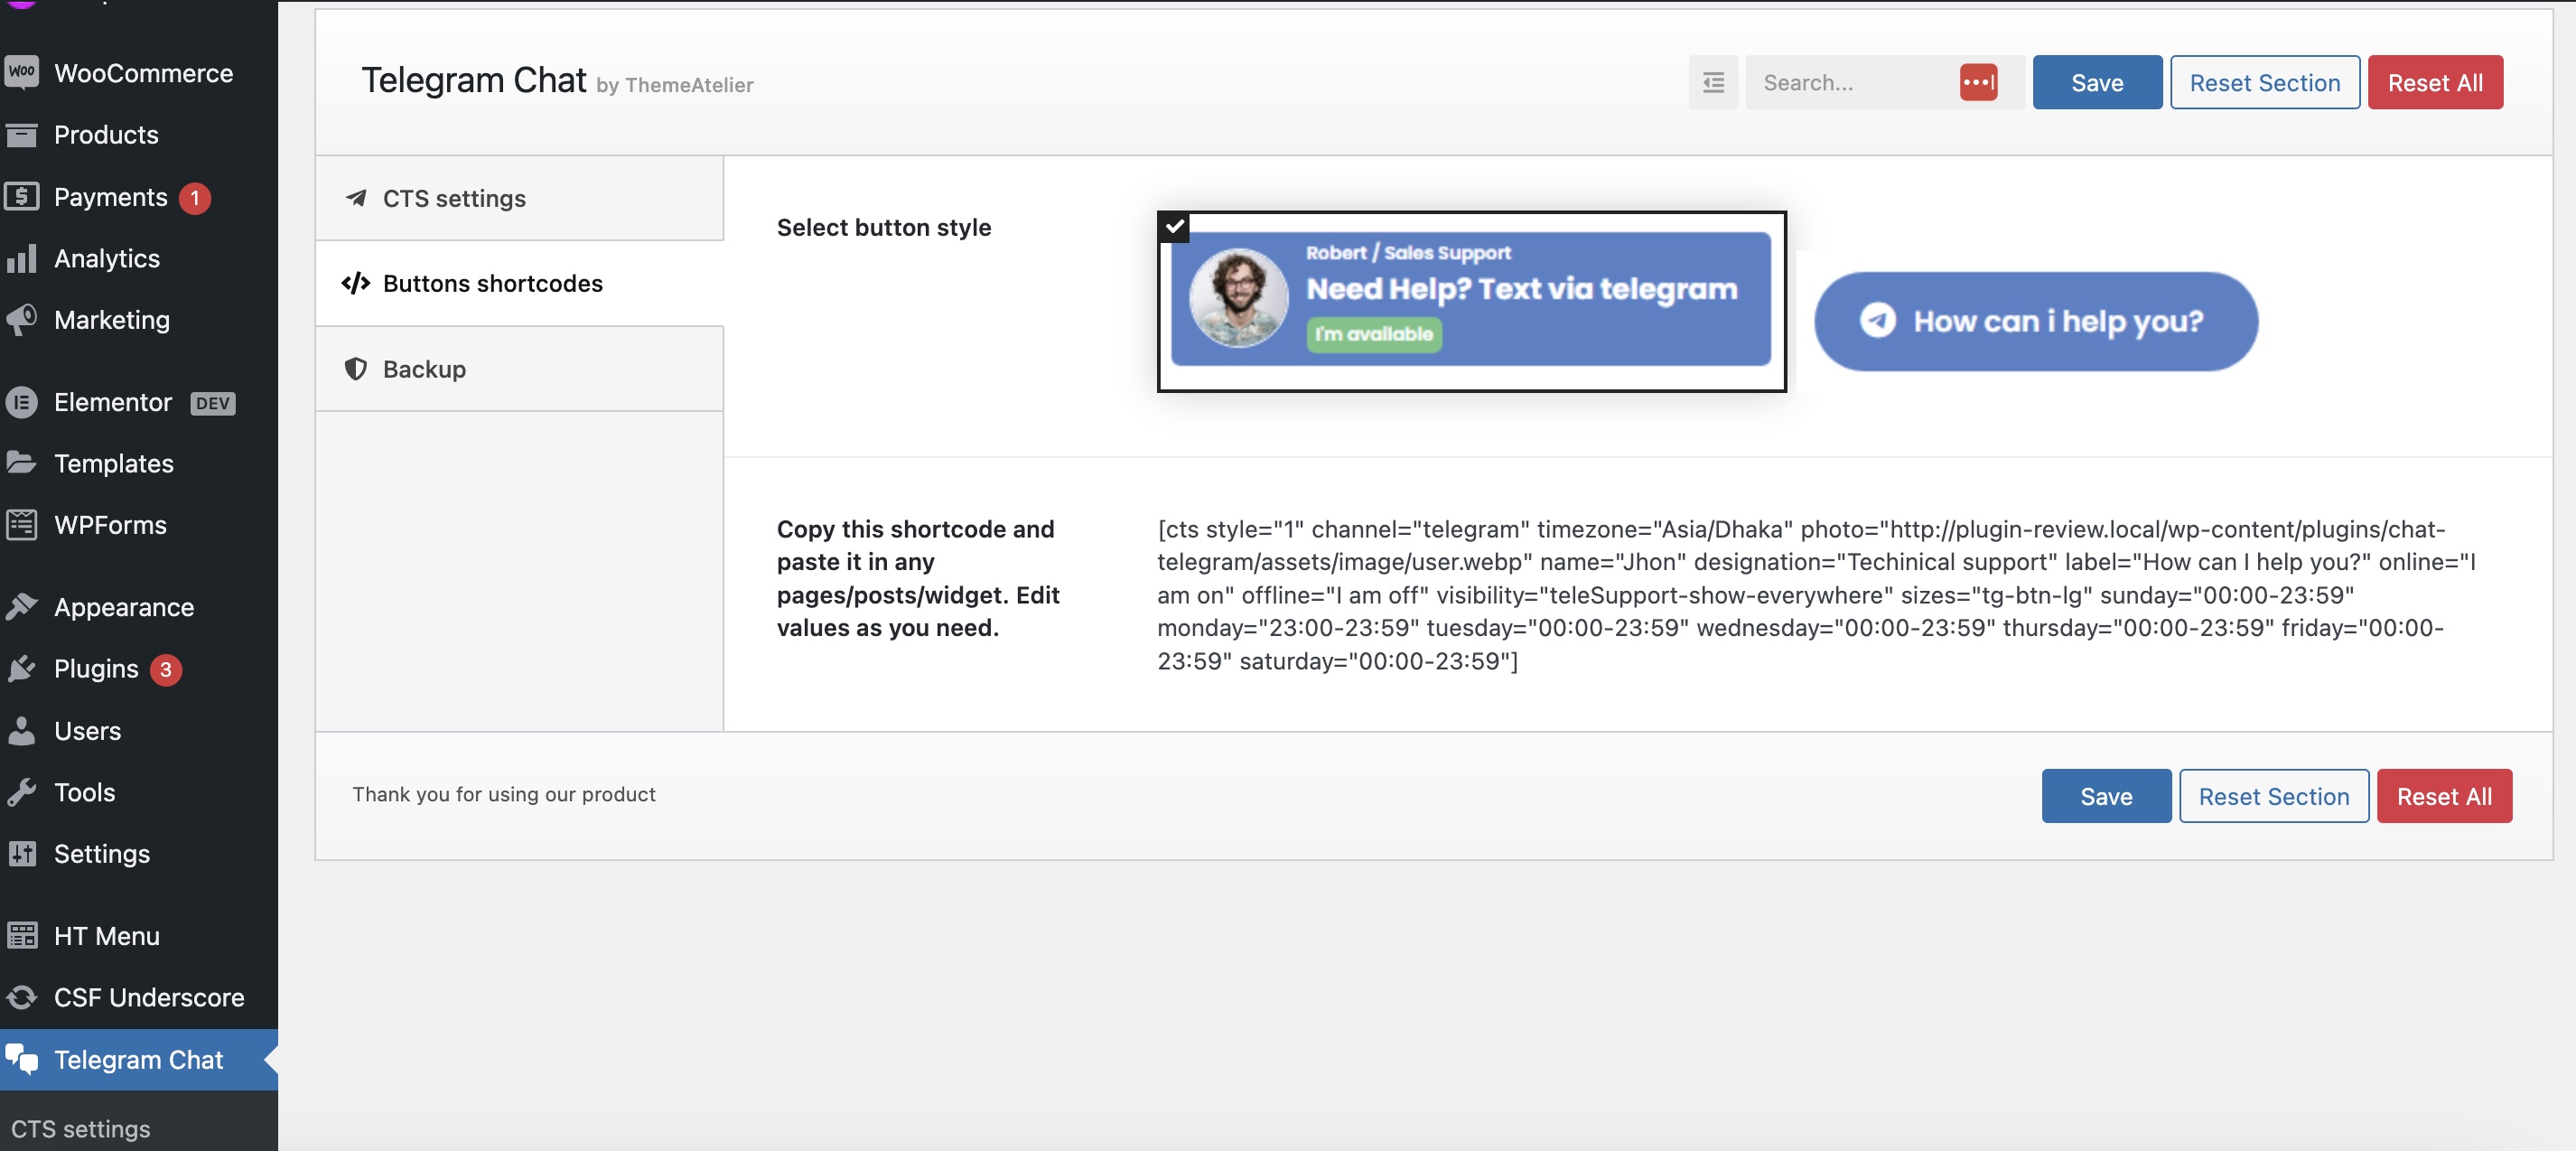 WooCommerce
Products
Payments 1
Analytics
Marketing
Elementor DEV
Templates
WPForms
Appearance
Plugins 3
Users
Tools
Settings
HT Menu
CSF Underscore
Telegram Chat
CTS settings
Telegram Chat by ThemeAtelier
Search...
Save
Reset Section
Reset All
CTS settings
Buttons shortcodes
Backup
Select button style
Robert / Sales Support
Need Help? Text via telegram
I'm available
How can i help you?
Copy this shortcode and
paste it in any
pages/posts/widget. Edit
values as you need.
[cts style="1" channel="telegram" timezone="Asia/Dhaka" photo="http://plugin-review.local/wp-content/plugins/chat-
telegram/assets/image/user.webp" name="Jhon" designation="Techinical support" label="How can I help you?" online="I
am on" offline="I am off" visibility="teleSupport-show-everywhere" sizes="tg-btn-lg" sunday="00:00-23:59"
monday="23:00-23:59" tuesday="00:00-23:59" wednesday="00:00-23:59" thursday="00:00-23:59" friday="00:00-
23:59" saturday="00:00-23:59"]
Thank you for using our product
Save
Reset Section
Reset All